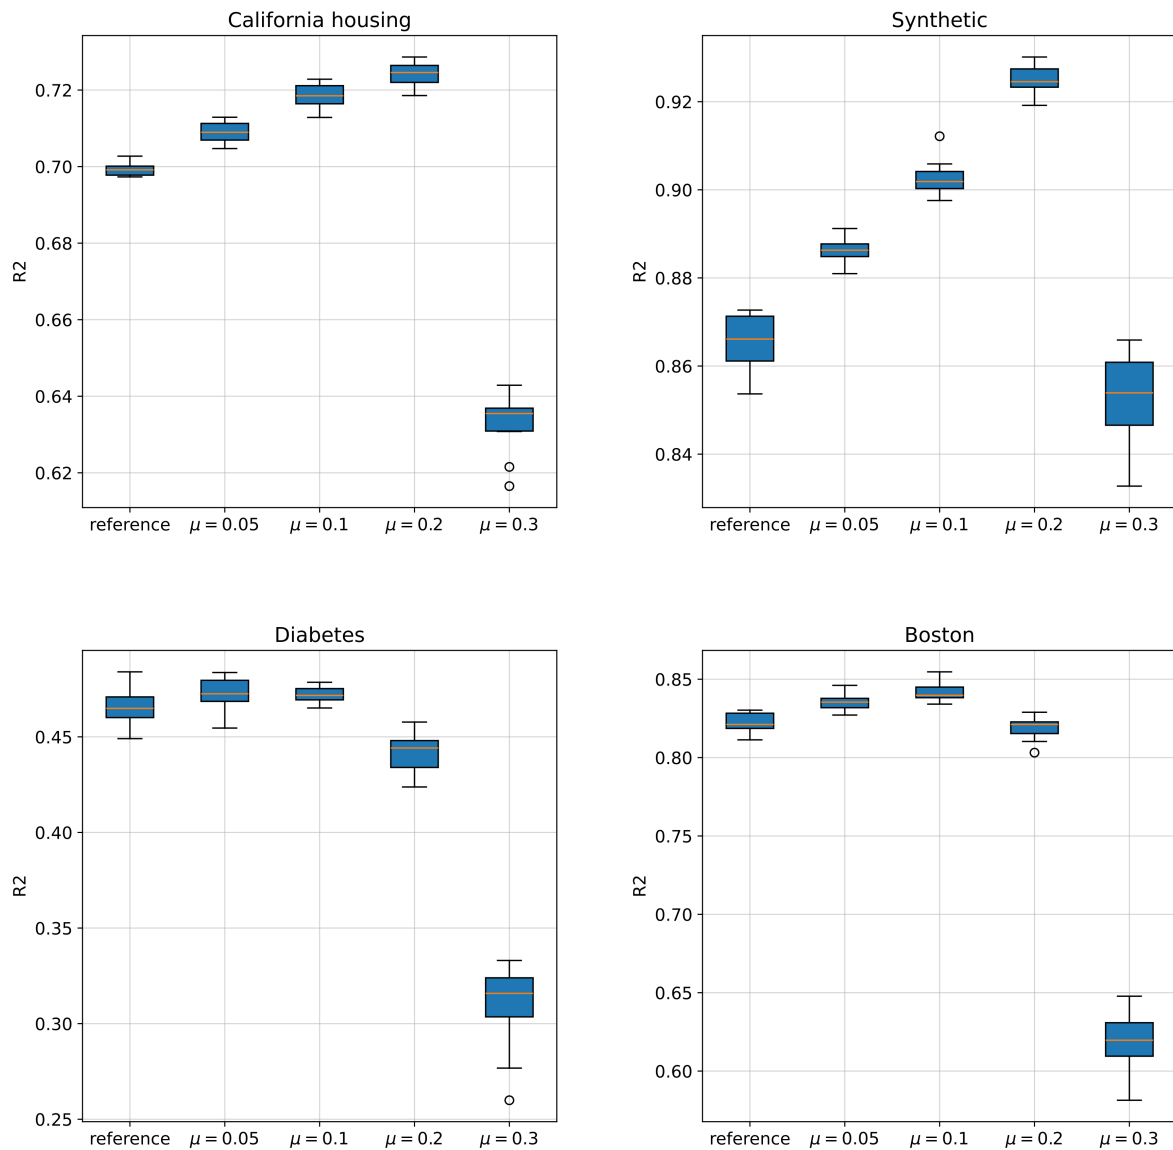 California housing
R2
0.72
0.70
0.68
0.66
0.64
0.62
reference μ = 0.05 μ = 0.1 μ = 0.2 μ = 0.3
Synthetic
R2
0.92
0.90
0.88
0.86
0.84
reference μ = 0.05 μ = 0.1 μ = 0.2 μ = 0.3
Diabetes
R2
0.45
0.40
0.35
0.30
0.25
reference μ = 0.05 μ = 0.1 μ = 0.2 μ = 0.3
Boston
R2
0.85
0.80
0.75
0.70
0.65
0.60
reference μ = 0.05 μ = 0.1 μ = 0.2 μ = 0.3